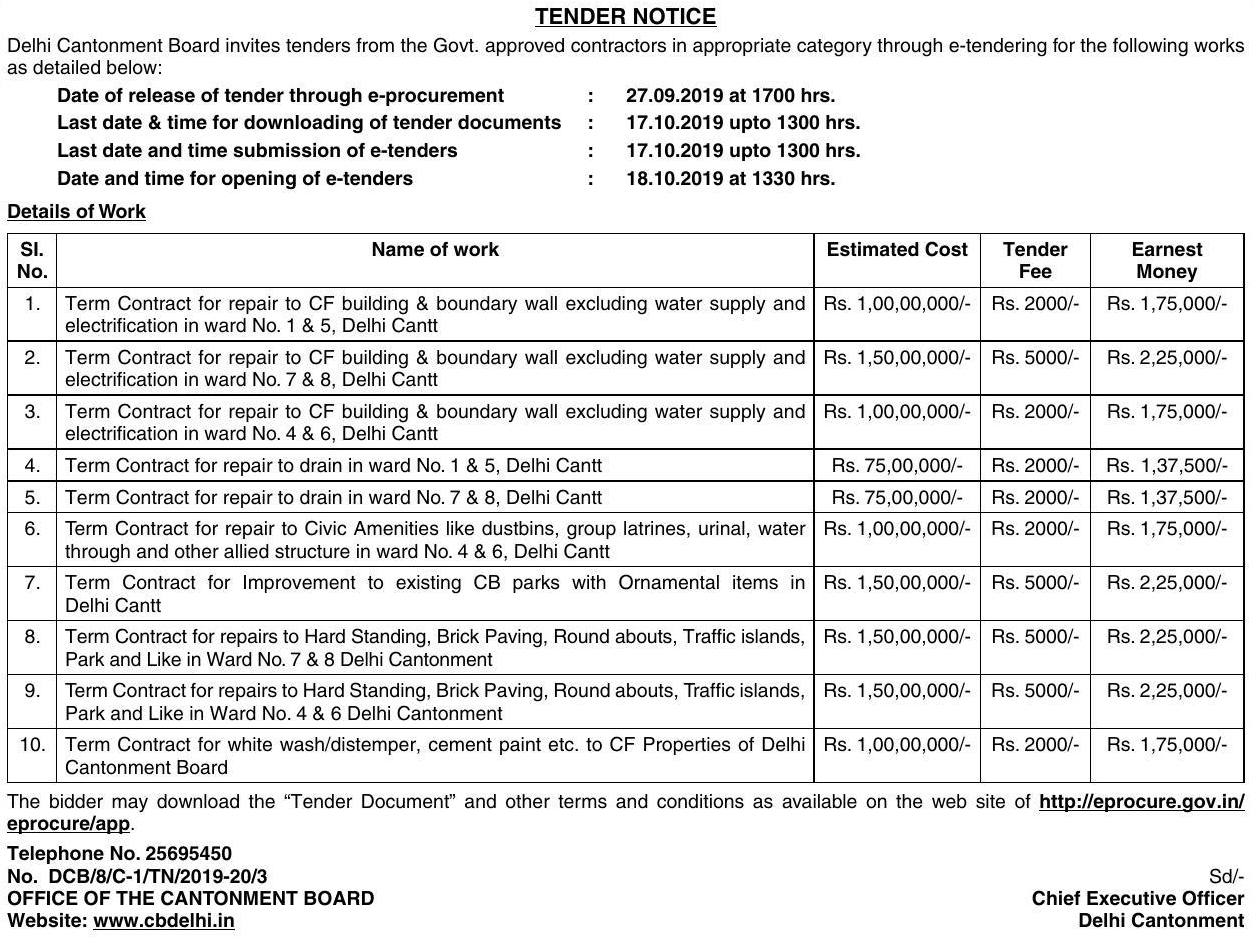 TENDER NOTICE
Delhi Cantonment Board invites tenders from the Govt. approved contractors in appropriate category through e-tendering for the following works
as detailed below:
Date of release of tender through e-procurement : 27.09.2019 at 1700 hrs.
Last date & time for downloading of tender documents : 17.10.2019 upto 1300 hrs.
Last date and time submission of e-tenders : 17.10.2019 upto 1300 hrs.
Date and time for opening of e-tenders : 18.10.2019 at 1330 hrs.
Details of Work
Sl. Name of work Estimated Cost Tender Earnest
No. Fee Money
1. Term Contract for repair to CF building & boundary wall excluding water supply and Rs. 1,00,00,000/- Rs. 2000/- Rs. 1,75,000/-
electrification in ward No. 1 & 5, Delhi Cantt
2. Term Contract for repair to CF building & boundary wall excluding water supply and Rs. 1,50,00,000/- Rs. 5000/- Rs. 2,25,000/-
electrification in ward No. 7 & 8, Delhi Cantt
3. Term Contract for repair to CF building & boundary wall excluding water supply and Rs. 1,00,00,000/- Rs. 2000/- Rs. 1,75,000/-
electrification in ward No. 4 & 6, Delhi Cantt
4. Term Contract for repair to drain in ward No. 1 & 5, Delhi Cantt Rs. 75,00,000/- Rs. 2000/- Rs. 1,37,500/-
5. Term Contract for repair to drain in ward No. 7 & 8, Delhi Cantt Rs. 75,00,000/- Rs. 2000/- Rs. 1,37,500/-
6. Term Contract for repair to Civic Amenities like dustbins, group latrines, urinal, water Rs. 1,00,00,000/- Rs. 2000/- Rs. 1,75,000/-
through and other allied structure in ward No. 4 & 6, Delhi Cantt
7. Term Contract for Improvement to existing CB parks with Ornamental items in Rs. 1,50,00,000/- Rs. 5000/- Rs. 2,25,000/-
Delhi Cantt
8. Term Contract for repairs to Hard Standing, Brick Paving, Round abouts, Traffic islands, Rs. 1,50,00,000/- Rs. 5000/- Rs. 2,25,000/-
Park and Like in Ward No. 7 & 8 Delhi Cantonment
9. Term Contract for repairs to Hard Standing, Brick Paving, Round abouts, Traffic islands, Rs. 1,50,00,000/- Rs. 5000/- Rs. 2,25,000/-
Park and Like in Ward No. 4 & 6 Delhi Cantonment
10. Term Contract for white wash/distemper, cement paint etc. to CF Properties of Delhi Rs. 1,00,00,000/- Rs. 2000/- Rs. 1,75,000/-
Cantonment Board
The bidder may download the “Tender Document” and other terms and conditions as available on the web site of http://eprocure.gov.in/
eprocure/app.
Telephone No. 25695450
No. DCB/8/C-1/TN/2019-20/3 Sd/-
OFFICE OF THE CANTONMENT BOARD Chief Executive Officer
Website: www.cbdelhi.in Delhi Cantonment